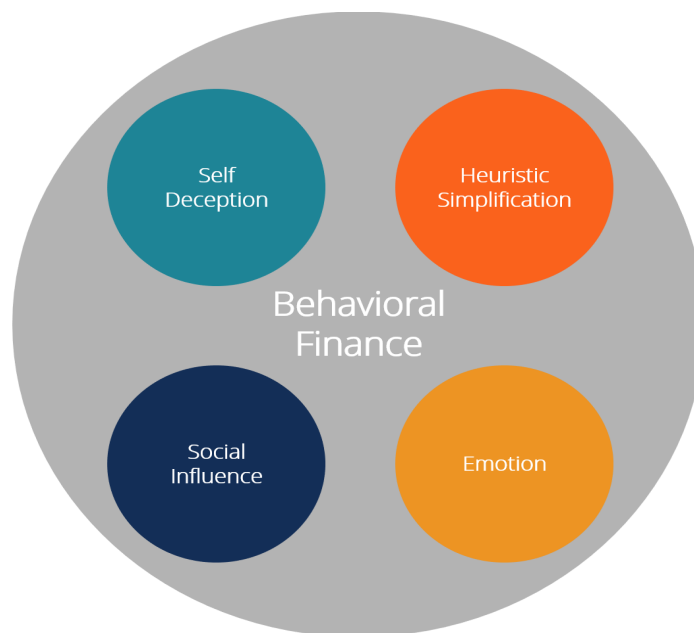 Self
Deception
Heuristic
Simplification
Behavioral
Finance
Social
Influence
Emotion